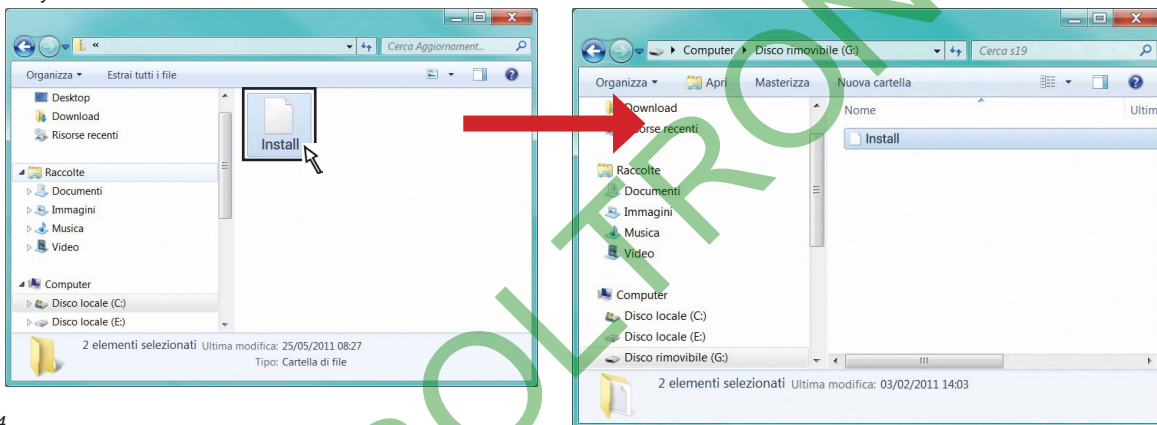 «
Cerca Aggiornament...
Organizza
Estrai tutti i file
Desktop
Download
Risorse recenti
Raccolte
Documenti
Immagini
Musica
Video
Computer
Disco locale (C:)
Disco locale (E:)
Install
2 elementi selezionati Ultima modifica: 25/05/2011 08:27
Tipo: Cartella di file
4
Computer Disco rimovibile (G:)
Cerca s19
Organizza Apri Masterizza Nuova cartella
Download
recenti
Raccolte
Documenti
Immagini
Musica
Video
Computer
Disco locale (C:)
Disco locale (E:)
Disco rimovibile (G:)
Nome Ultim
Install
2 elementi selezionati Ultima modifica: 03/02/2011 14:03